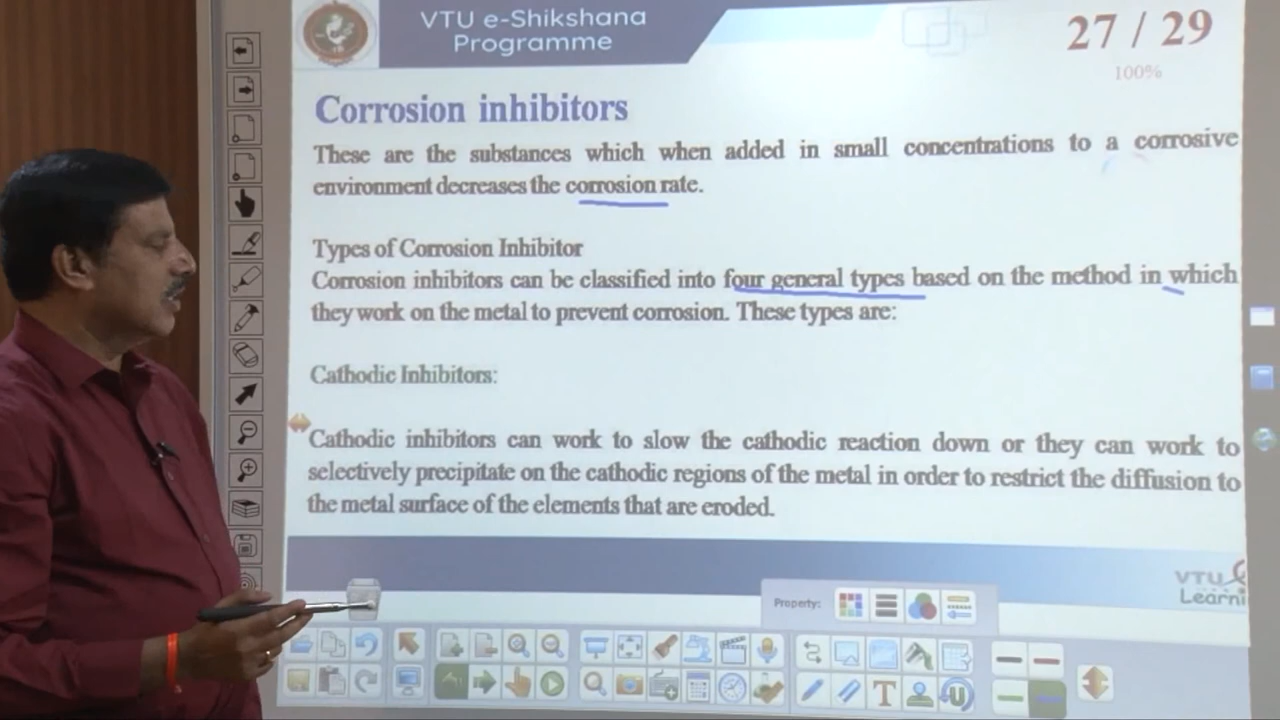 VTU e-Shikshana
Programme
27 / 29
100%
Corrosion inhibitors
These are the substances which when added in small concentrations to a corrosive
environment decreases the corrosion rate.
Types of Corrosion Inhibitor
Corrosion inhibitors can be classified into four general types based on the method in which
they work on the metal to prevent corrosion. These types are:
Cathodic Inhibitors:
Cathodic inhibitors can work to slow the cathodic reaction down or they can work to
selectively precipitate on the cathodic regions of the metal in order to restrict the diffusion to
the metal surface of the elements that are eroded.
VTU
Learni
Property: